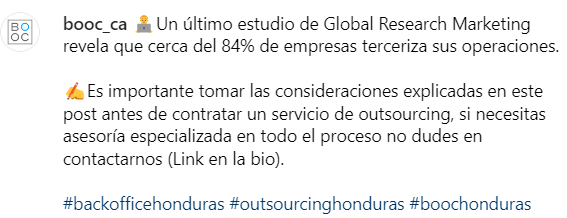 BO
OC
booc_ca 👨‍💻Un último estudio de Global Research Marketing
revela que cerca del 84% de empresas terceriza sus operaciones.
✍️Es importante tomar las consideraciones explicadas en este
post antes de contratar un servicio de outsourcing, si necesitas
asesoría especializada en todo el proceso no dudes en
contactarnos (Link en la bio).
#backofficehonduras #outsourcinghonduras #boochonduras